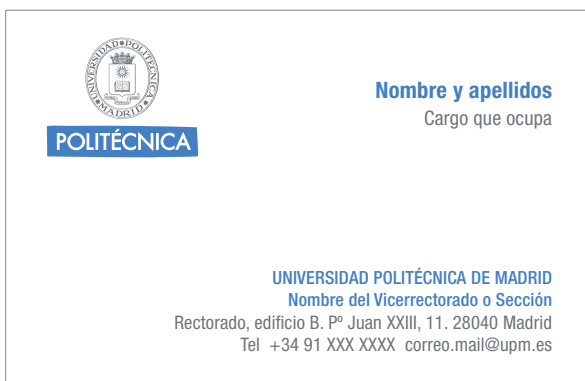 UNIVERSIDAD·POLITÉCNICA
·MADRID·
POLITÉCNICA
Nombre y apellidos
Cargo que ocupa
UNIVERSIDAD POLITÉCNICA DE MADRID
Nombre del Vicerrectorado o Sección
Rectorado, edificio B. Pº Juan XXIII, 11. 28040 Madrid
Tel +34 91 XXX XXXX correo.mail@upm.es